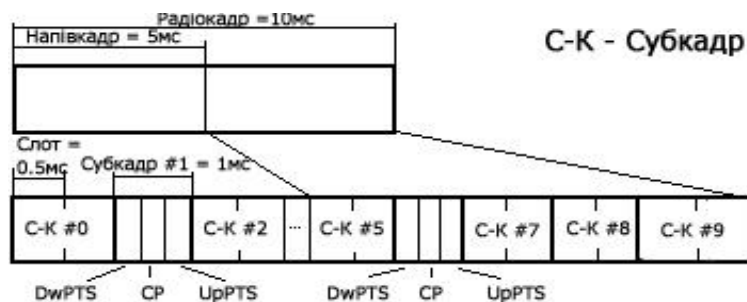 Радіокадр =10мс
Напівкадр = 5мс
С-К - Субкадр
Слот =
0.5мс
Субкадр #1 = 1мс
С-К #0
С-К #2
...
С-К #5
С-К #7
С-К #8
С-К #9
DwPTS
CP
UpPTS
DwPTS
CP
UpPTS